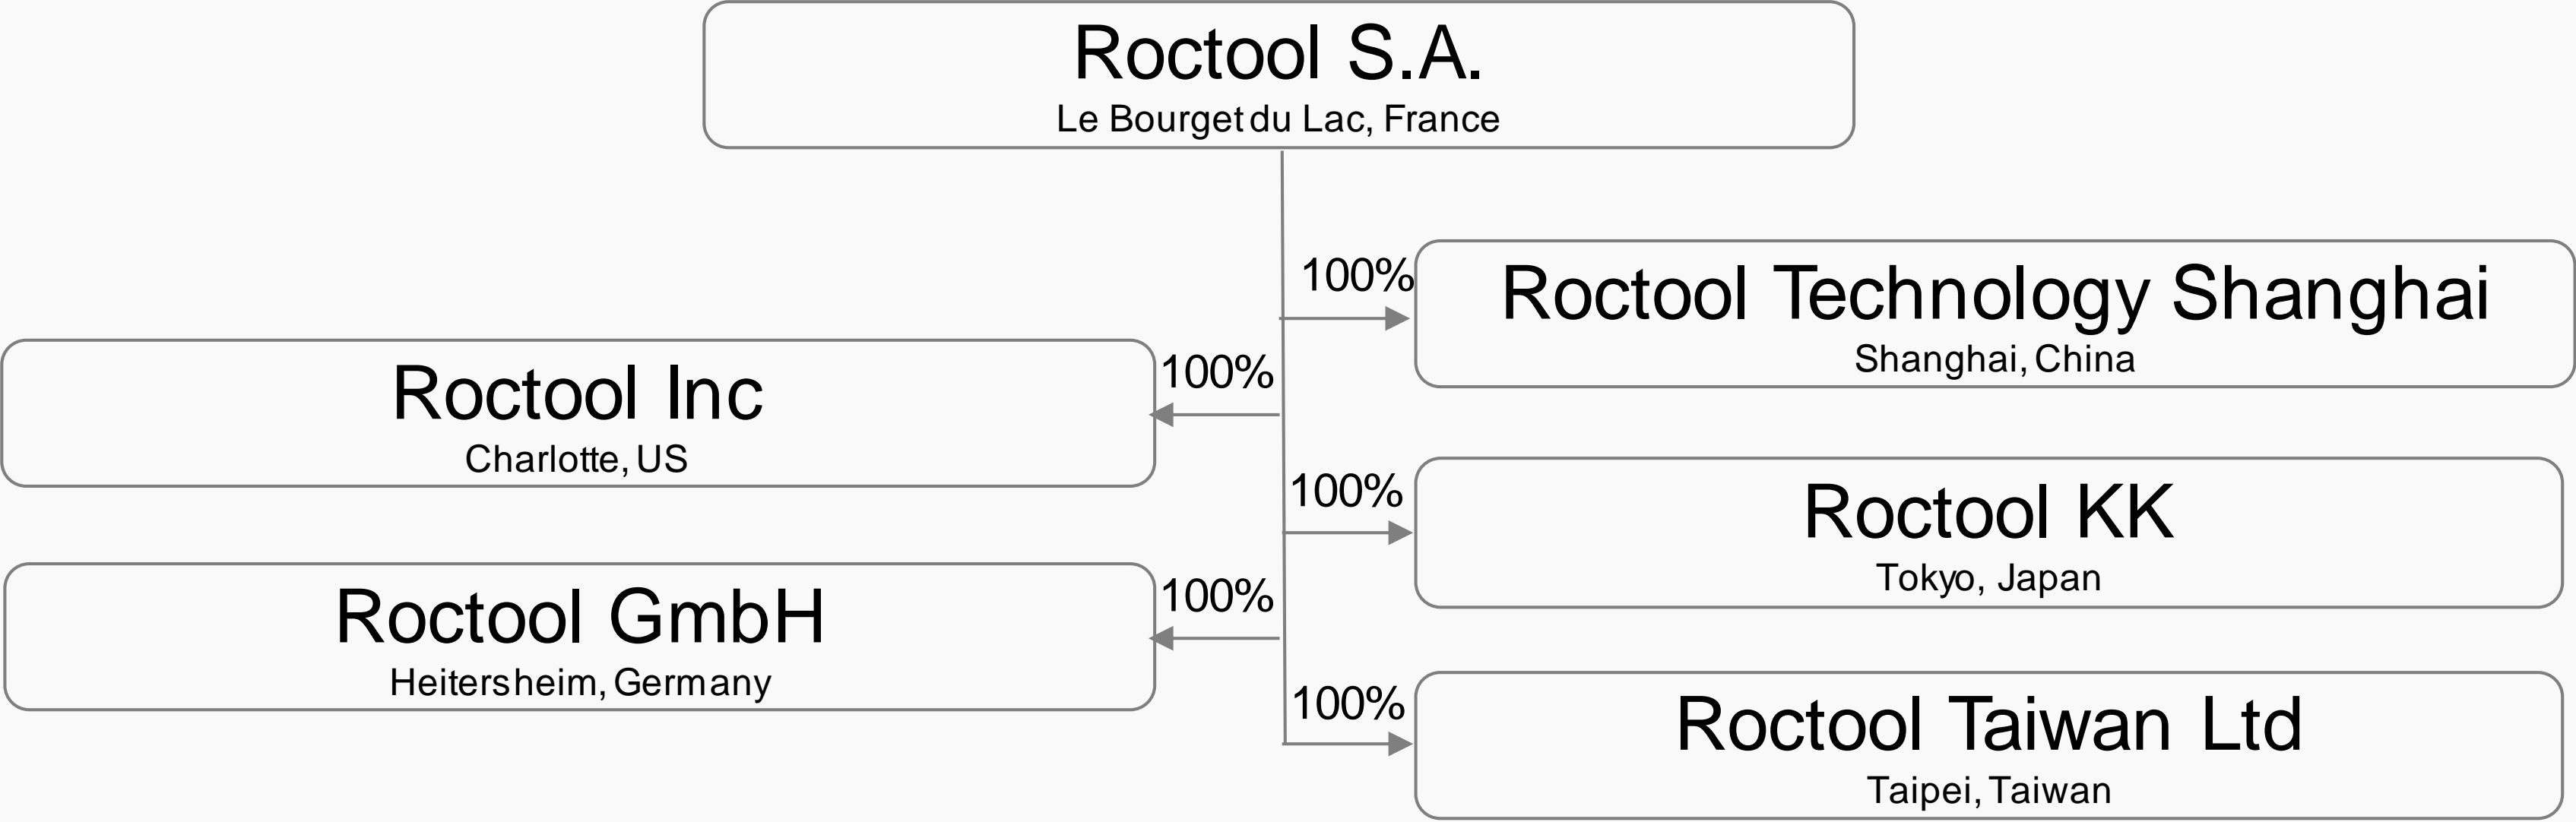 Roctool S.A.
Le Bourget du Lac, France
100%
Roctool Technology Shanghai
Shanghai, China
100%
Roctool Inc
Charlotte, US
100%
Roctool KK
Tokyo, Japan
100%
Roctool GmbH
Heitersheim, Germany
100%
Roctool Taiwan Ltd
Taipei, Taiwan